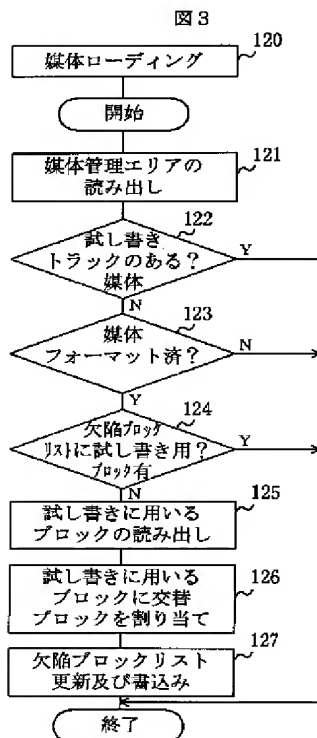 図3
120
媒体ローディング
開始
121
媒体管理エリアの
読み出し
122
試し書き
トラックのある?
媒体
Y
N
123
媒体
フォーマット済?
N
Y
124
欠陥ブロック
リストに試し書き用?
ブロック有
Y
N
125
試し書きに用いる
ブロックの読み出し
126
試し書きに用いる
ブロックに交替
ブロックを割り当て
127
欠陥ブロックリスト
更新及び書込み
終了